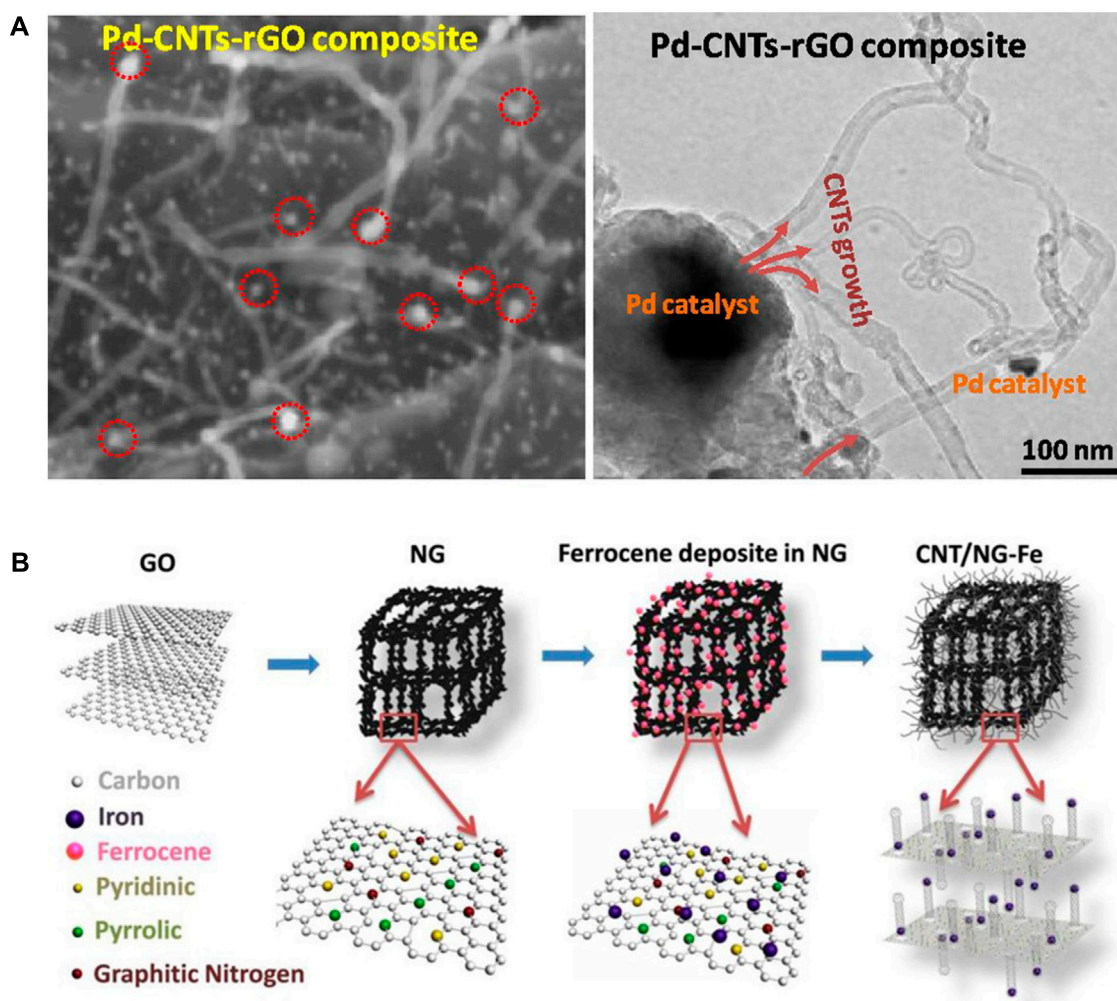 A
Pd-CNTs-rGO composite
Pd-CNTs-rGO composite
CNTs growth
Pd catalyst
Pd catalyst
100 nm
B
GO
NG
Ferrocene deposite in NG
CNT/NG-Fe
Carbon
Iron
Ferrocene
Pyridinic
Pyrrolic
Graphitic Nitrogen